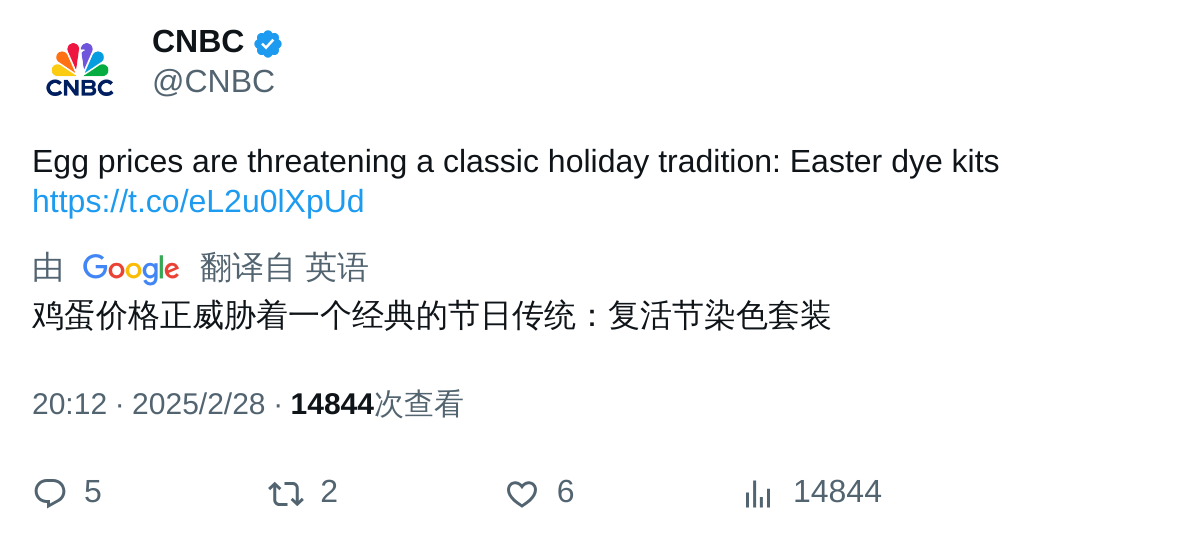 CNBC
CNBC
@CNBC
Egg prices are threatening a classic holiday tradition: Easter dye kits
https://t.co/eL2u0lXpUd
由 Google 翻译自 英语
鸡蛋价格正威胁着一个经典的节日传统：复活节染色套装
20:12 · 2025/2/28 · 14844次查看
5 2 6 14844